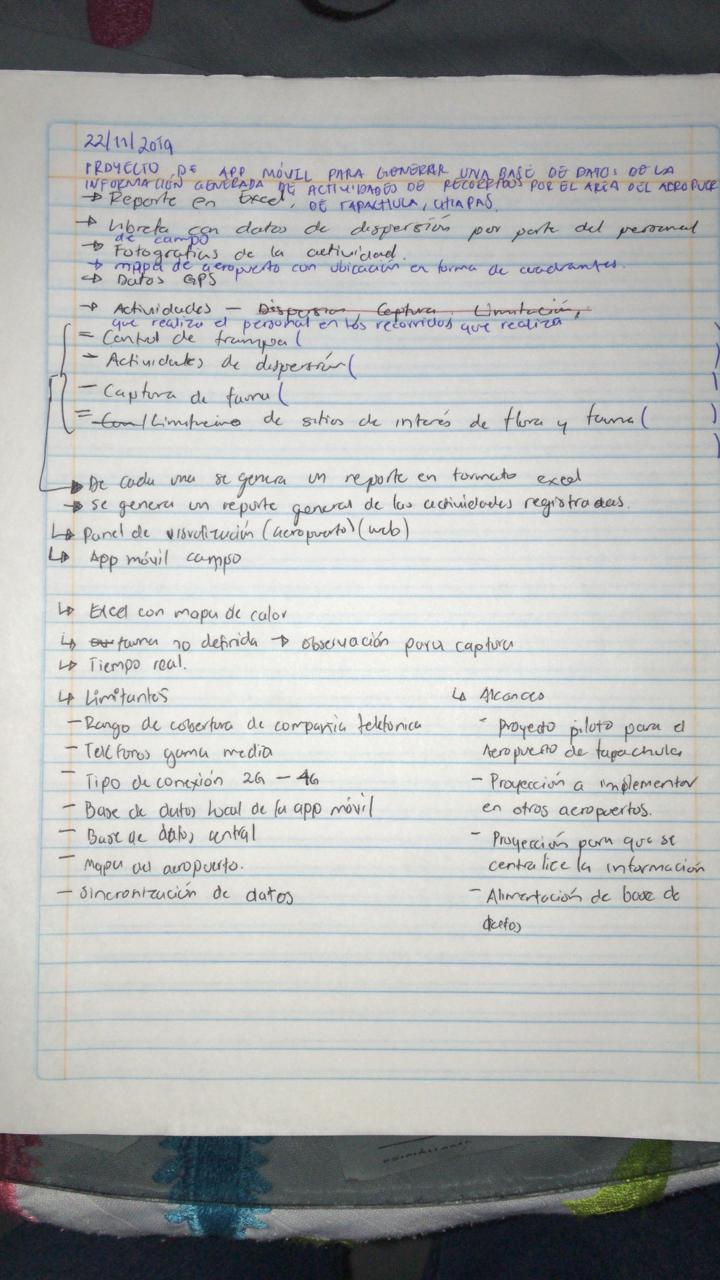 22/11/2019
PROYECTO DE APP MÓVIL PARA GENERAR UNA BASE DE DATOS DE LA
INFORMACIÓN GENERADA DE ACTIVIDADES DE RECORRIDOS POR EL AREA DEL AEROPUER
→ Reporte en Excel, DE TAPACHULA, CHIAPAS.
→ Libreta con datos de dispersión por parte del personal
de campo
→ Fotografías de la actividad.
→ mapa de aeropuerto con ubicación en forma de cuadrantes.
→ Datos GPS
→ Actividades – Dispersion, Captura, Limitación,
que realiza el personal en los recorridos que realiza
= Control de trampa ( )
– Actividades de dispersión ( )
– Captura de fauna ( )
= de sitios de interés de flora y fauna ( )
→ De cada una se genera un reporte en formato excel
→ se genera un reporte general de las actividades registradas.
↳ Panel de visualización (aeropuerto) (web)
↳ App móvil campo
↳ Excel con mapa de calor
↳ fauna no definida → observación para captura
↳ Tiempo real.
↳ Limitantes
– Rango de cobertura de compañia telefónica
– Teléfonos gama media
– Tipo de conexión 2G – 4G
– Base de datos local de la app móvil
– Base de datos central
– Mapa del aeropuerto.
– Sincronización de datos
↳ Alcances
- Proyecto piloto para el
Aeropuerto de tapachula
- Proyección a implementar
en otros aeropuertos.
- Proyección para que se
centralice la información
- Alimentación de base de
datos